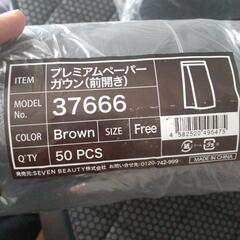 ITEM プレミアムペーパー
ガウン(前開き)
MODEL No. 37666
COLOR Brown SIZE Free
4 582520 495475
Q'TY 50 PCS
MADE IN CHINA
発売元:SEVEN BEAUTY株式会社 お問い合わせ:0120-742-999